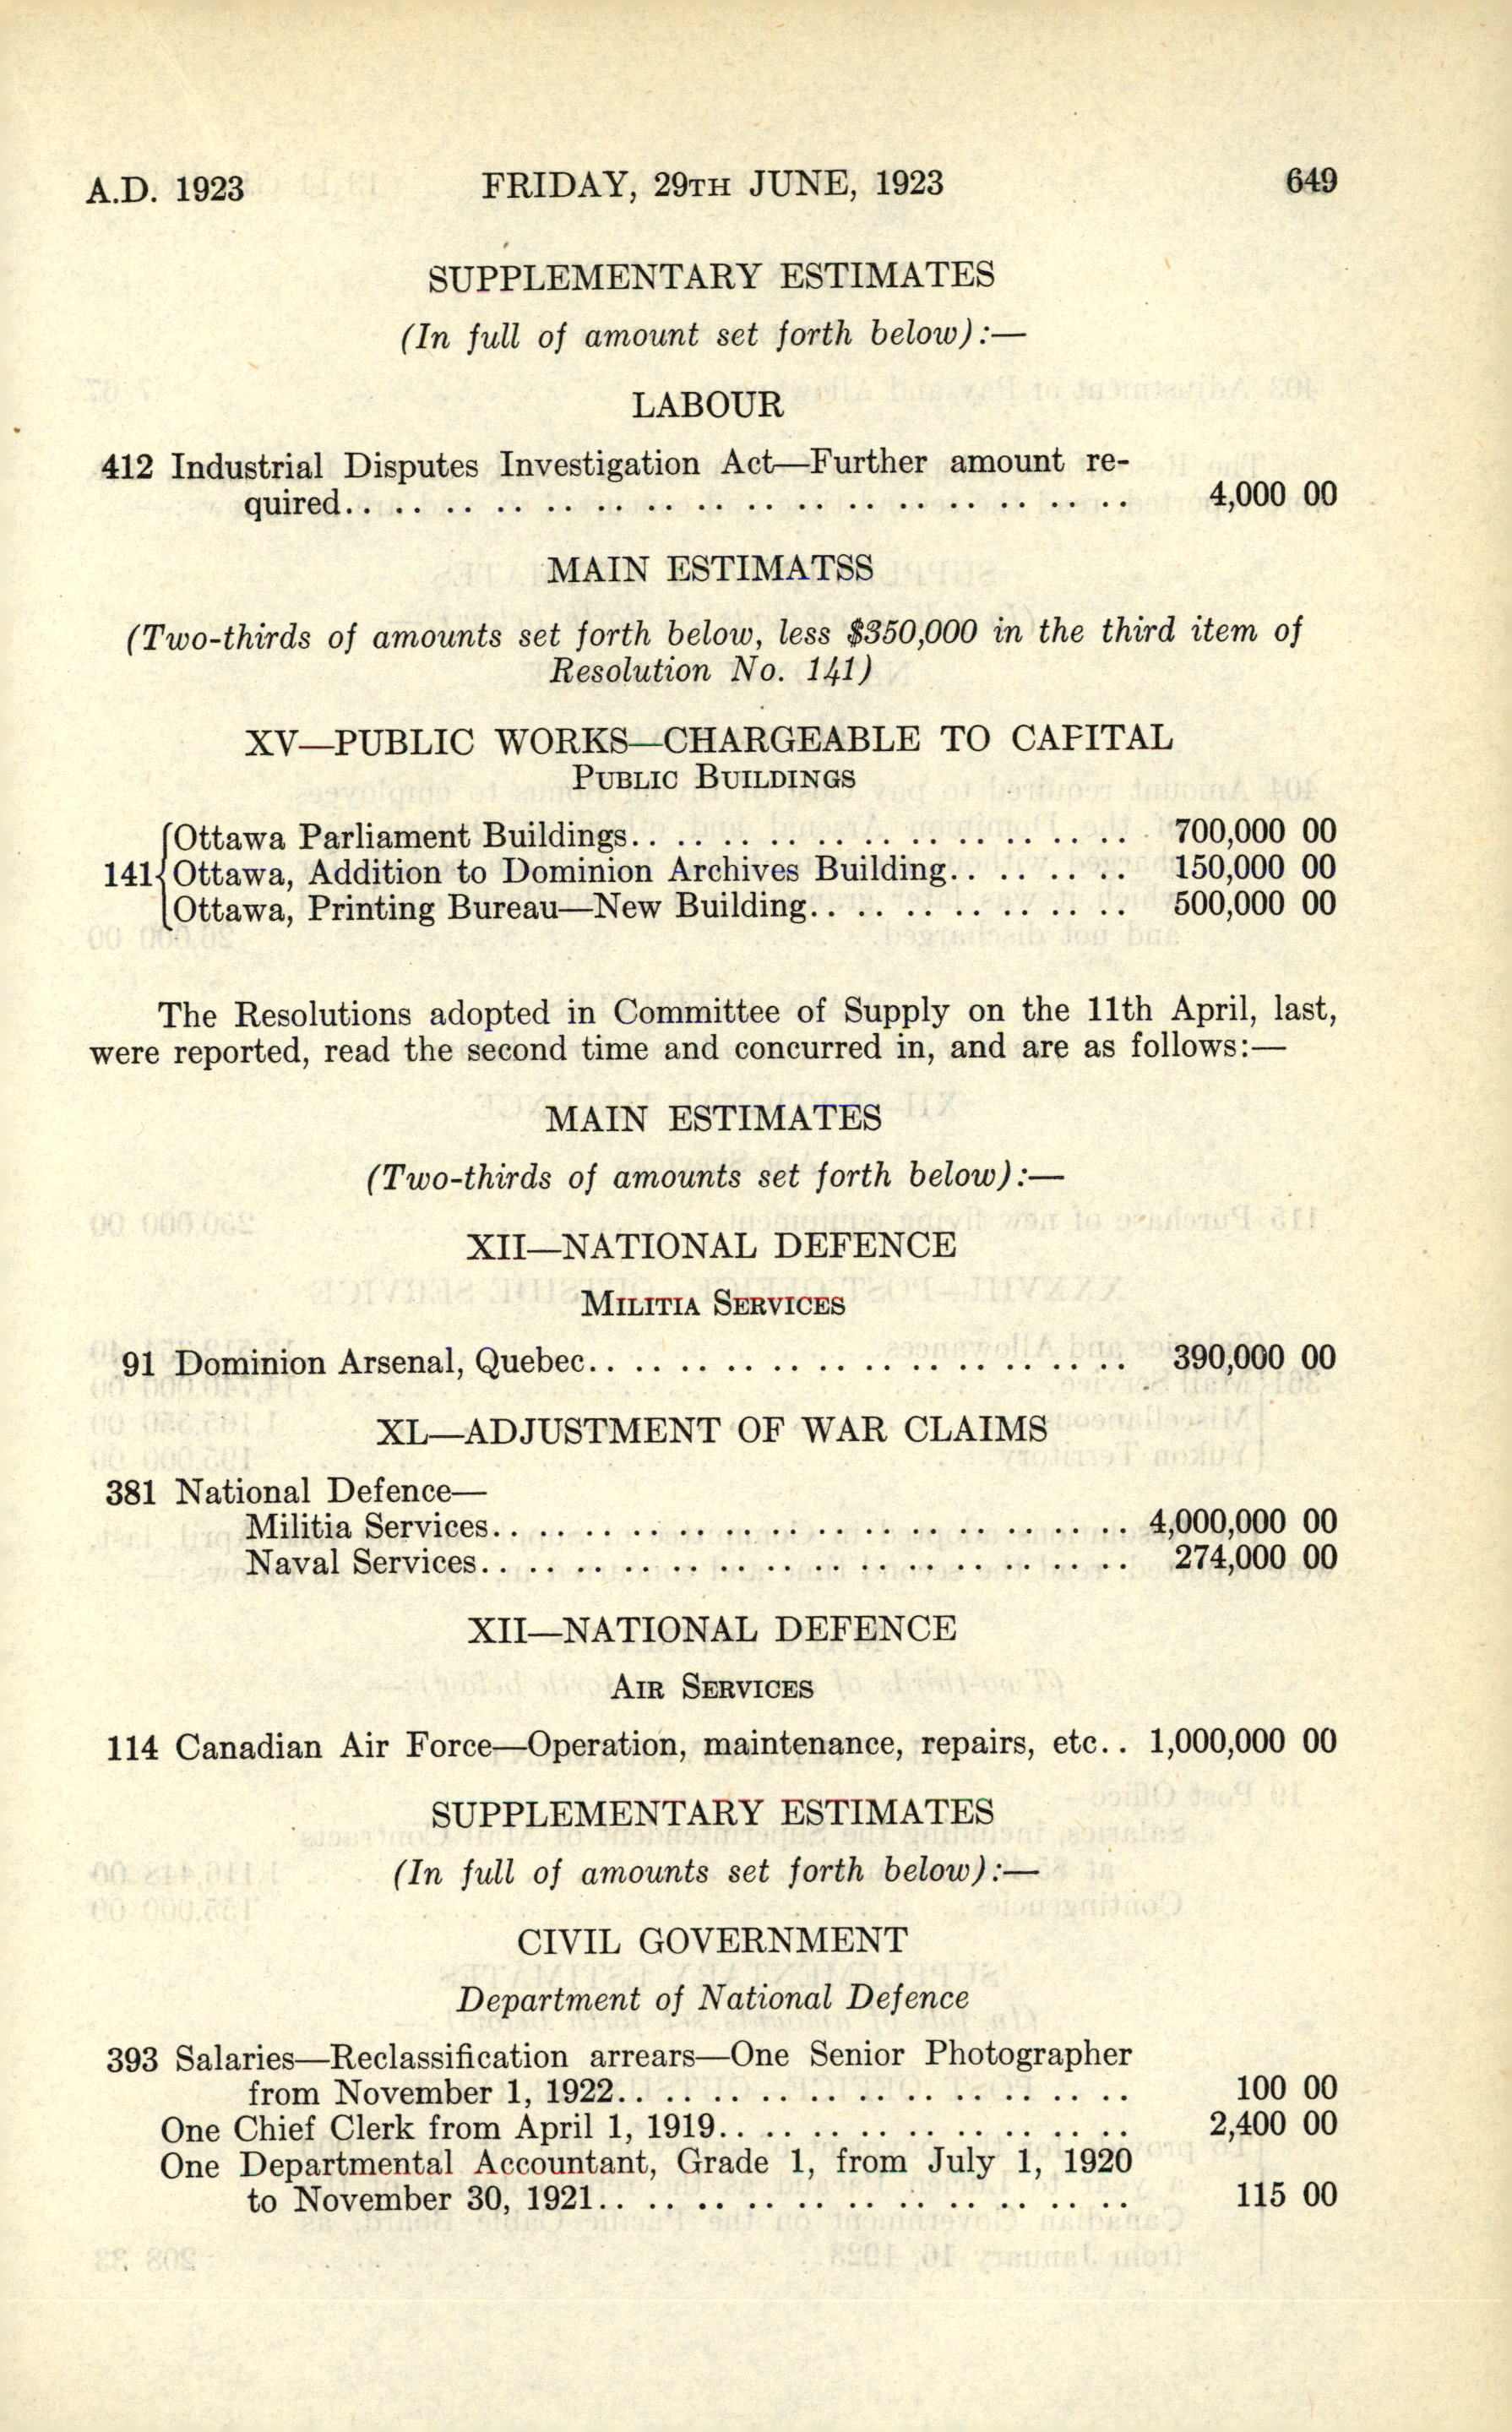 A.D. 1923 FRIDAY, 29TH JUNE, 1923 649
SUPPLEMENTARY ESTIMATES
(In full of amount set forth below):—
LABOUR
412 Industrial Disputes Investigation Act—Further amount re-
quired. . . . . . . . . . . . . . . . . . . . . . . . . . . . . . . . 4,000 00
MAIN ESTIMATSS
(Two-thirds of amounts set forth below, less $350,000 in the third item of
Resolution No. 141)
XV—PUBLIC WORKS—CHARGEABLE TO CAPITAL
PUBLIC BUILDINGS
Ottawa Parliament Buildings. . . . . . . . . . . . . . . . . . . . . 700,000 00
141 Ottawa, Addition to Dominion Archives Building. . . . . . . . 150,000 00
Ottawa, Printing Bureau—New Building. . . . . . . . . . . . . . 500,000 00
The Resolutions adopted in Committee of Supply on the 11th April, last,
were reported, read the second time and concurred in, and are as follows:—
MAIN ESTIMATES
(Two-thirds of amounts set forth below):—
XII—NATIONAL DEFENCE
MILITIA SERVICES
91 Dominion Arsenal, Quebec. . . . . . . . . . . . . . . . . . . . . . . 390,000 00
XL—ADJUSTMENT OF WAR CLAIMS
381 National Defence—
Militia Services. . . . . . . . . . . . . . . . . . . . . . . . . . . . 4,000,000 00
Naval Services. . . . . . . . . . . . . . . . . . . . . . . . . . . . 274,000 00
XII—NATIONAL DEFENCE
AIR SERVICES
114 Canadian Air Force—Operation, maintenance, repairs, etc. . 1,000,000 00
SUPPLEMENTARY ESTIMATES
(In full of amounts set forth below):—
CIVIL GOVERNMENT
Department of National Defence
393 Salaries—Reclassification arrears—One Senior Photographer
from November 1, 1922. . . . . . . . . . . . . . . . . . . . . . 100 00
One Chief Clerk from April 1, 1919. . . . . . . . . . . . . . . . . . 2,400 00
One Departmental Accountant, Grade 1, from July 1, 1920
to November 30, 1921. . . . . . . . . . . . . . . . . . . . . . 115 00